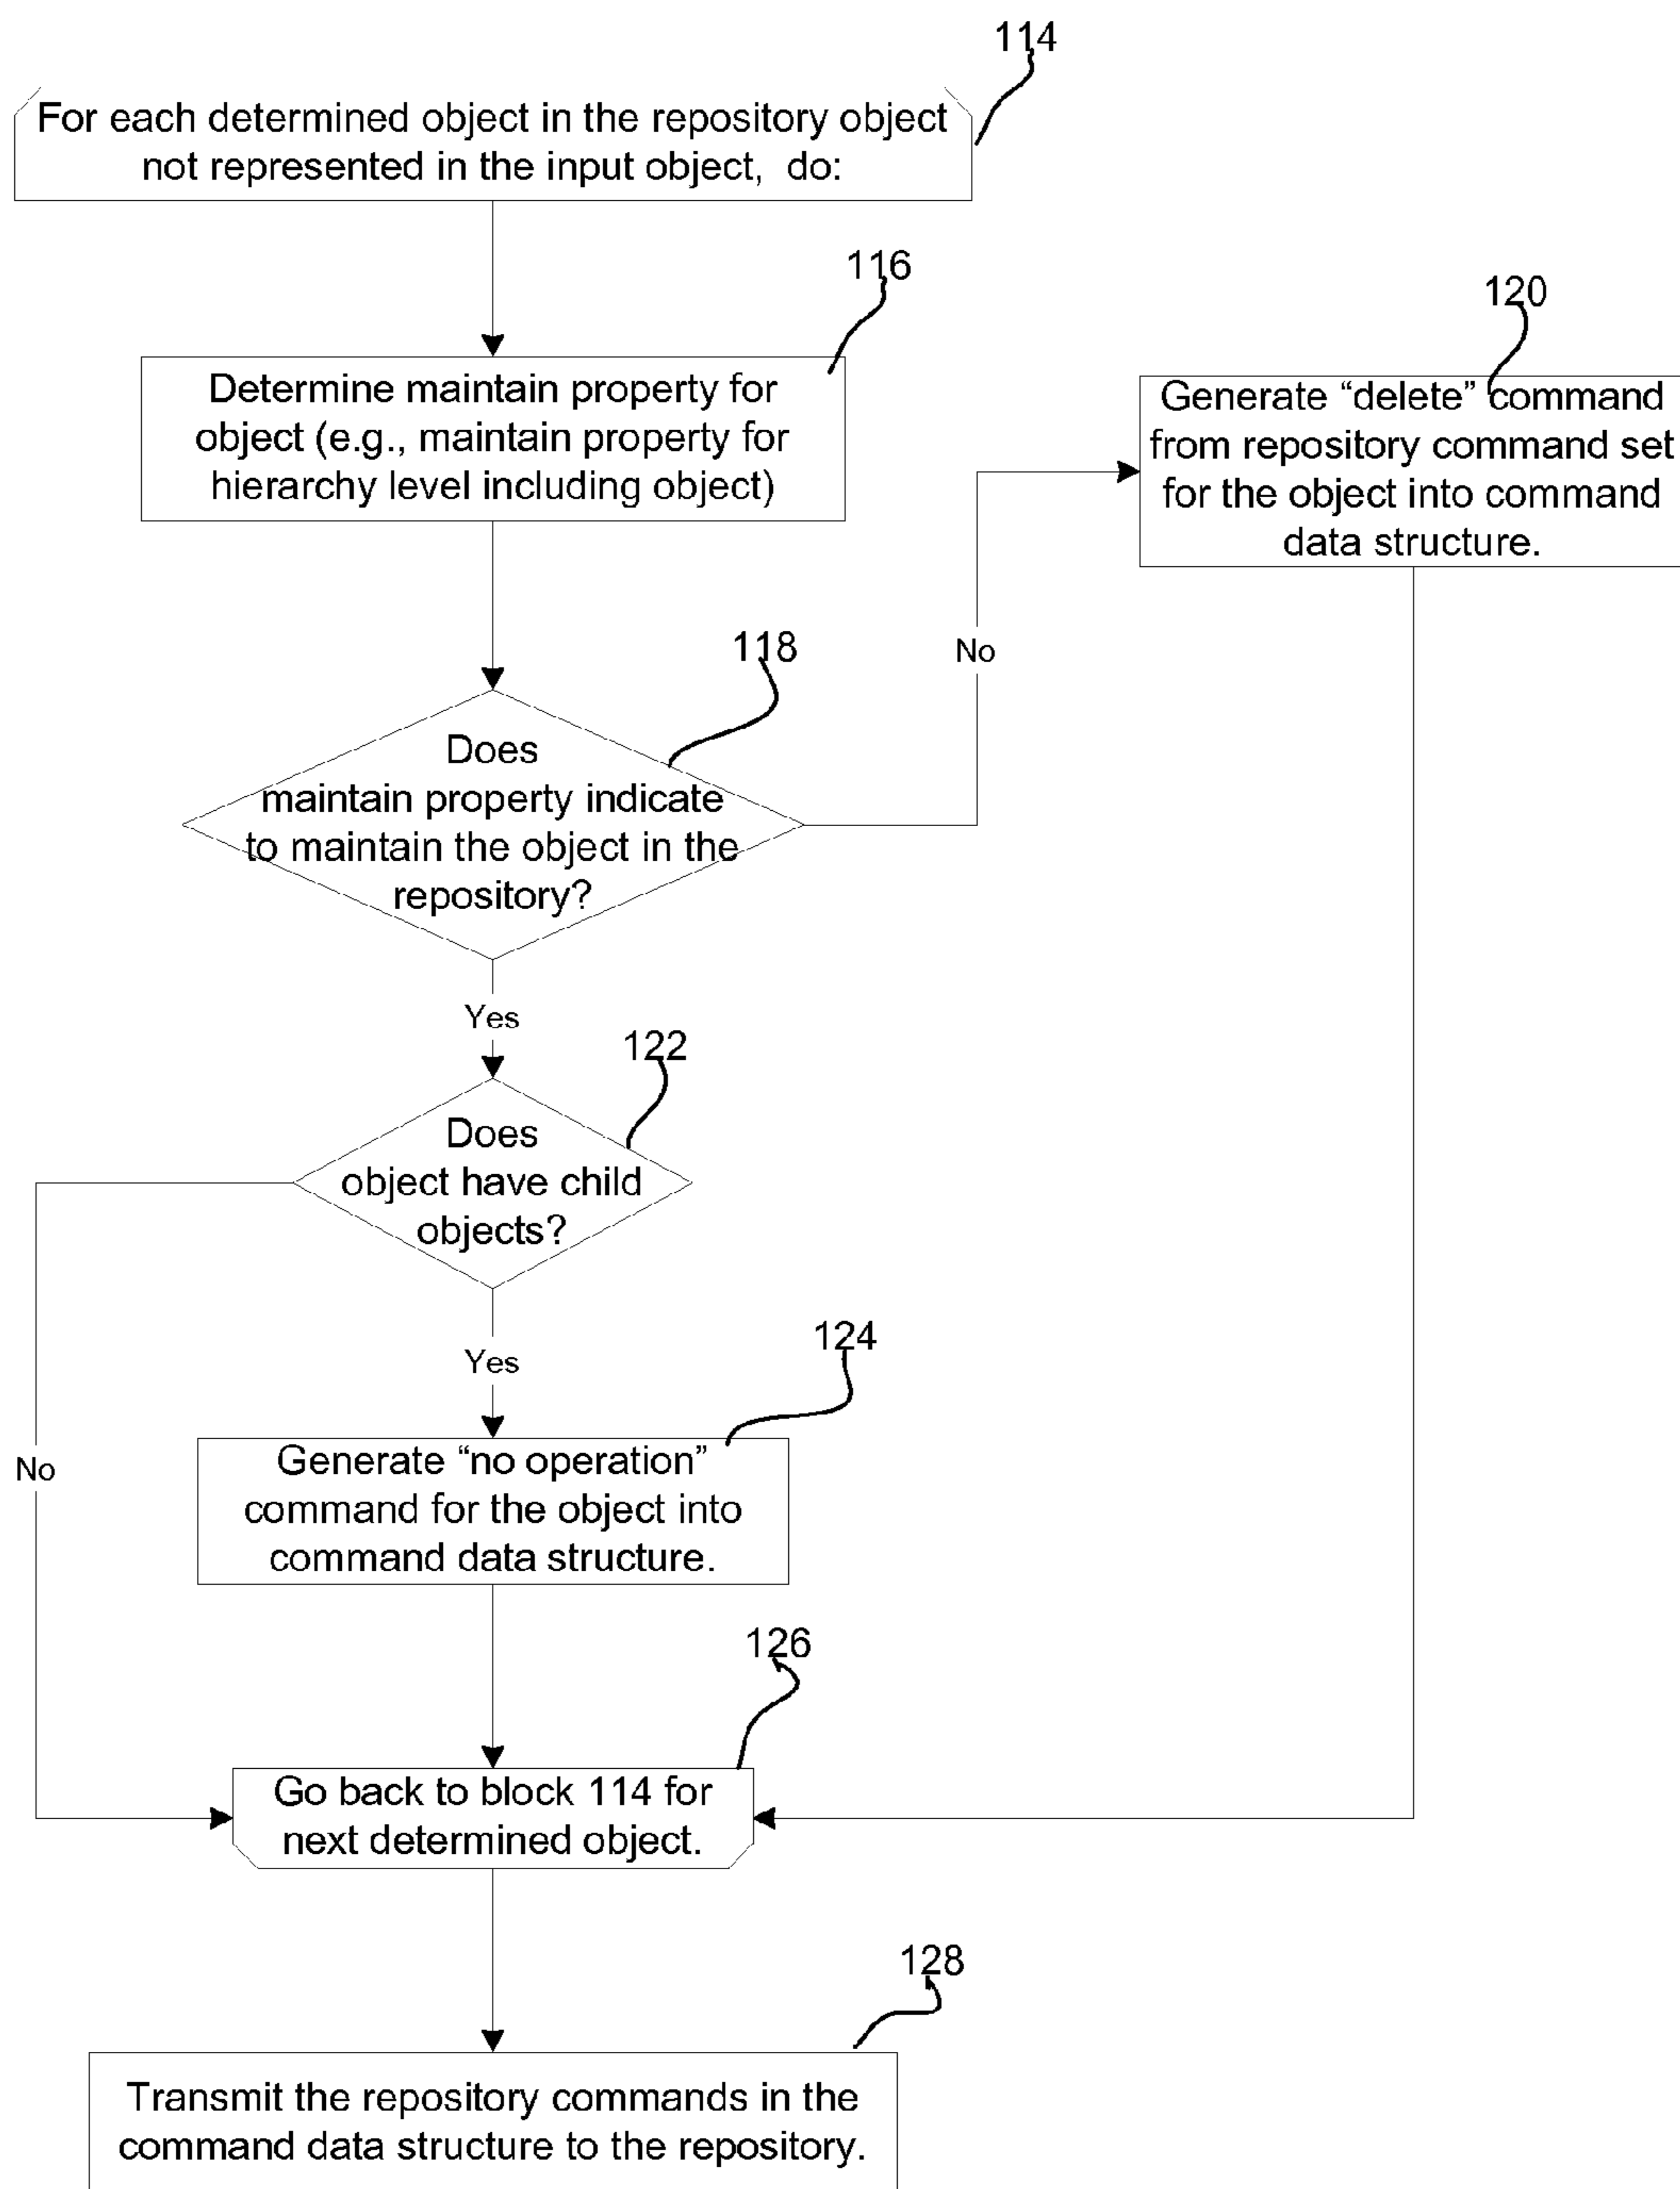 114
For each determined object in the repository object
not represented in the input object, do:
116
Determine maintain property for
object (e.g., maintain property for
hierarchy level including object)
120
Generate “delete” command
from repository command set
for the object into command
data structure.
118
No
Does
maintain property indicate
to maintain the object in the
repository?
Yes
122
Does
object have child
objects?
124
Yes
No
Generate “no operation”
command for the object into
command data structure.
126
Go back to block 114 for
next determined object.
128
Transmit the repository commands in the
command data structure to the repository.